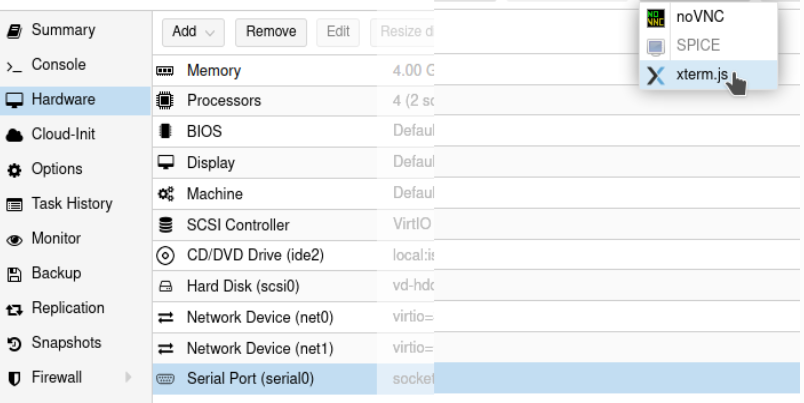 noVNC
SPICE
xterm.js
Summary
Console
Hardware
Cloud-Init
Options
Task History
Monitor
Backup
Replication
Snapshots
Firewall
Add Remove Edit Resize d
Memory 4.00 G
Processors 4 (2 so
BIOS Defaul
Display Defaul
Machine Defaul
SCSI Controller VirtIO
CD/DVD Drive (ide2) local:is
Hard Disk (scsi0) vd-hdd
Network Device (net0) virtio=
Network Device (net1) virtio=
Serial Port (serial0) socket